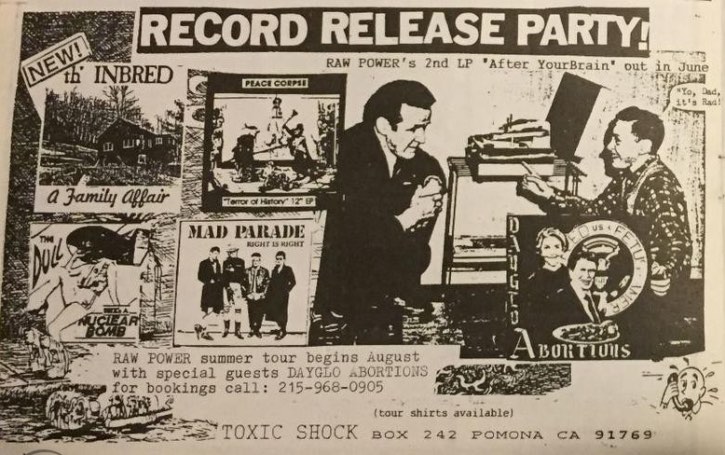 RECORD RELEASE PARTY!
RAW POWER's 2nd LP "After YourBrain" out in June
NEW!
th' INBRED
A Family Affair
PEACE CORPSE
"Terror of History" 12" EP
"Yo, Dad,
it's Rad!
THE
DULL
NUCLEAR
BOMB
MAD PARADE
RIGHT IS RIGHT
DAYGLO
FETUS
ABORTIONS
RAW POWER summer tour begins August
with special guests DAYGLO ABORTIONS
for bookings call: 215-968-0905
(tour shirts available)
TOXIC SHOCK BOX 242 POMONA CA 91769